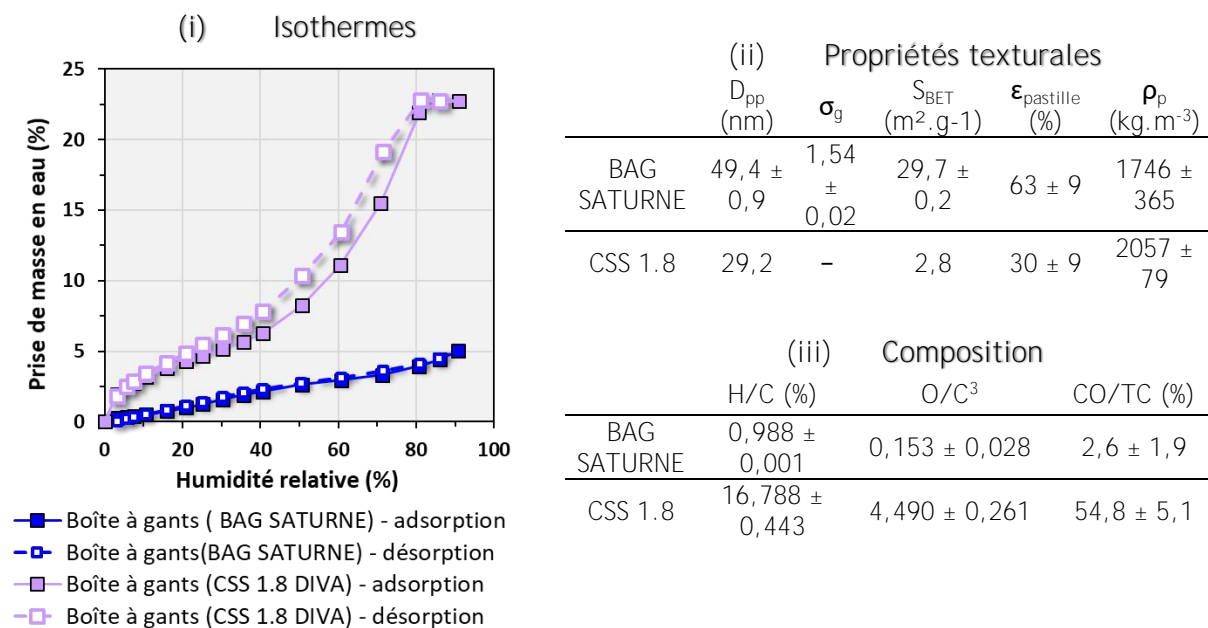 (i) Isothermes
Prise de masse en eau (%)
25
20
15
10
5
0
0 20 40 60 80 100
Humidité relative (%)
Boîte à gants ( BAG SATURNE) - adsorption
Boîte à gants(BAG SATURNE) - désorption
Boîte à gants (CSS 1.8 DIVA) - adsorption
Boîte à gants (CSS 1.8 DIVA) - désorption
(ii) Propriétés texturales
Dpp (nm) σg SBET (m².g-1) εpastille (%) ρp (kg.m-3)
BAG SATURNE 49,4 ± 0,9 1,54 ± 0,02 29,7 ± 0,2 63 ± 9 1746 ± 365
CSS 1.8 29,2 – 2,8 30 ± 9 2057 ± 79
(iii) Composition
H/C (%) O/C³ CO/TC (%)
BAG SATURNE 0,988 ± 0,001 0,153 ± 0,028 2,6 ± 1,9
CSS 1.8 16,788 ± 0,443 4,490 ± 0,261 54,8 ± 5,1